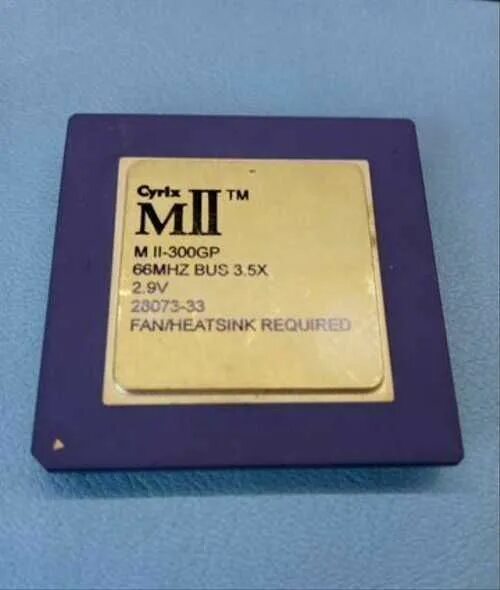 Cyrix
MII™
M II-300GP
66MHZ BUS 3.5X
2.9V
28073-33
FAN/HEATSINK REQUIRED